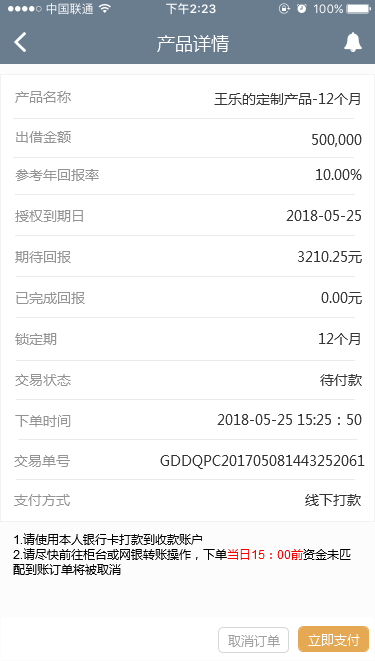 中国联通 下午2:23 100%
产品详情
产品名称 王乐的定制产品-12个月
出借金额 500,000
参考年回报率 10.00%
授权到期日 2018-05-25
期待回报 3210.25元
已完成回报 0.00元
锁定期 12个月
交易状态 待付款
下单时间 2018-05-25 15:25：50
交易单号 GDDQPC201705081443252061
支付方式 线下打款
1.请使用本人银行卡打款到收款账户
2.请尽快前往柜台或网银转账操作，下单当日15：00前资金未匹
配到账订单将被取消
取消订单 立即支付